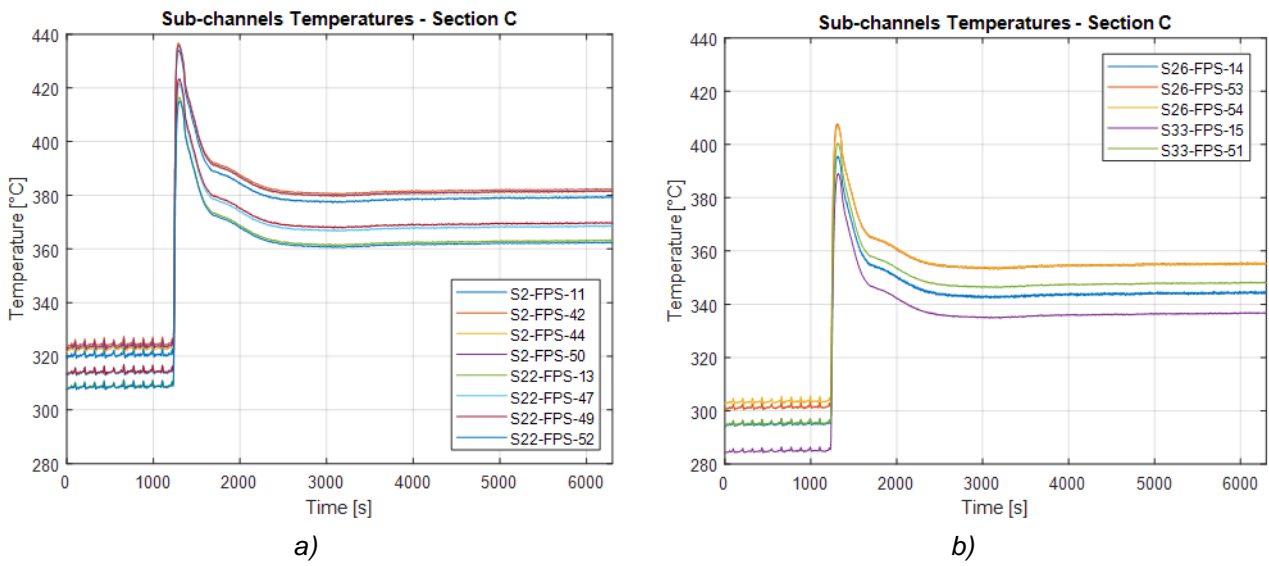 Sub-channels Temperatures - Section C
Temperature [°C]
440
420
400
380
360
340
320
300
280
S2-FPS-11
S2-FPS-42
S2-FPS-44
S2-FPS-50
S22-FPS-13
S22-FPS-47
S22-FPS-49
S22-FPS-52
0 1000 2000 3000 4000 5000 6000
Time [s]
a)
Sub-channels Temperatures - Section C
Temperature [°C]
440
420
400
380
360
340
320
300
280
S26-FPS-14
S26-FPS-53
S26-FPS-54
S33-FPS-15
S33-FPS-51
0 1000 2000 3000 4000 5000 6000
Time [s]
b)